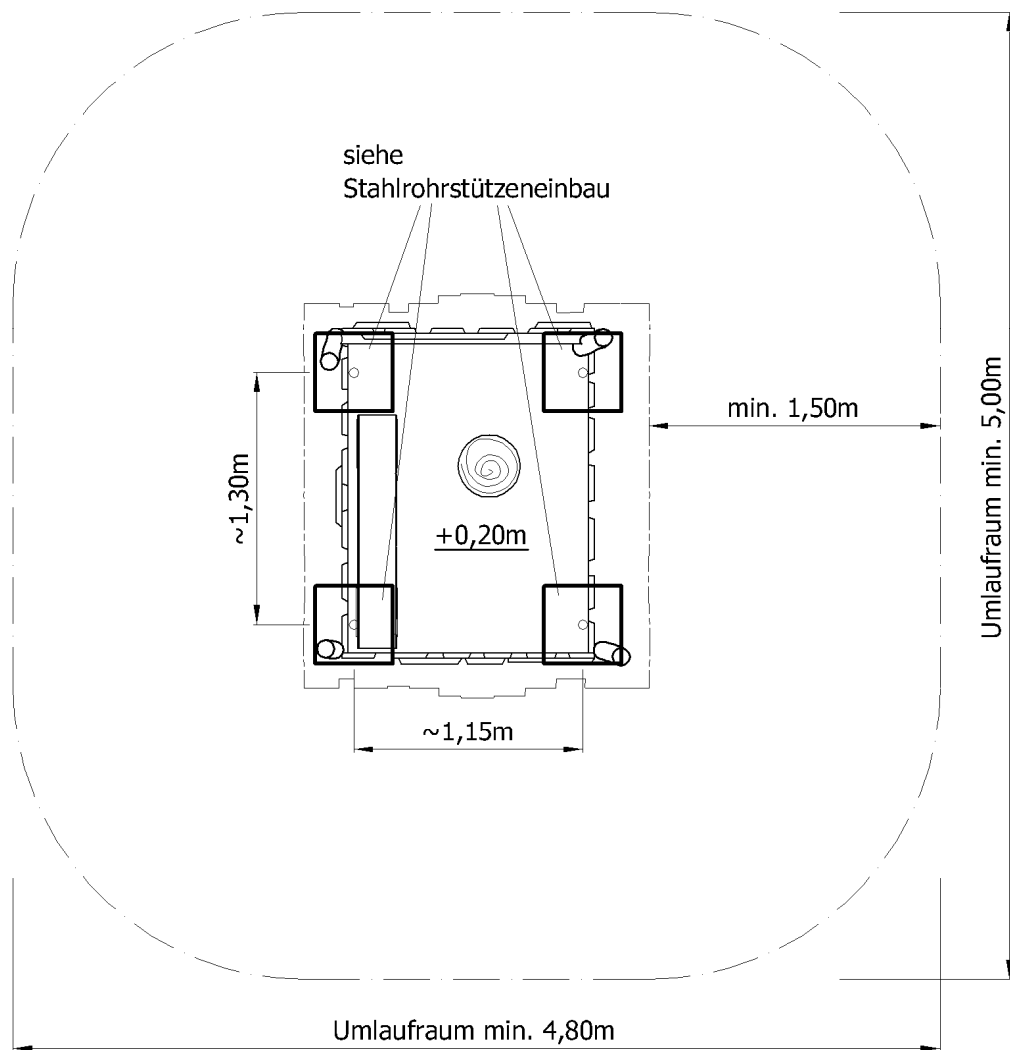 siehe
Stahlrohrstützeneinbau
min. 1,50m
~1,30m
+0,20m
~1,15m
Umlaufraum min. 5,00m
Umlaufraum min. 4,80m